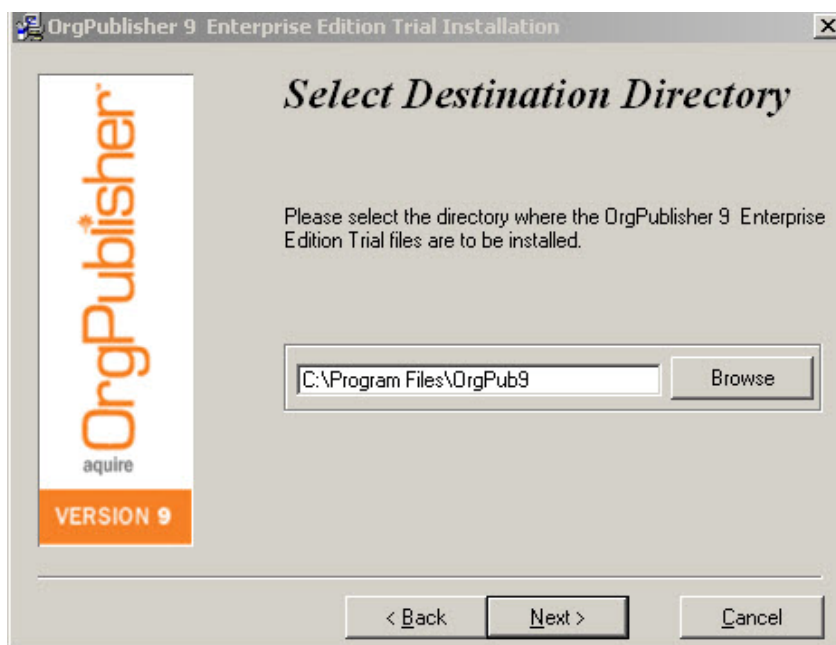 OrgPublisher 9 Enterprise Edition Trial Installation
Select Destination Directory
Please select the directory where the OrgPublisher 9 Enterprise
Edition Trial files are to be installed.
C:\Program Files\OrgPub9
Browse
OrgPublisher
aquire
VERSION 9
< Back
Next >
Cancel